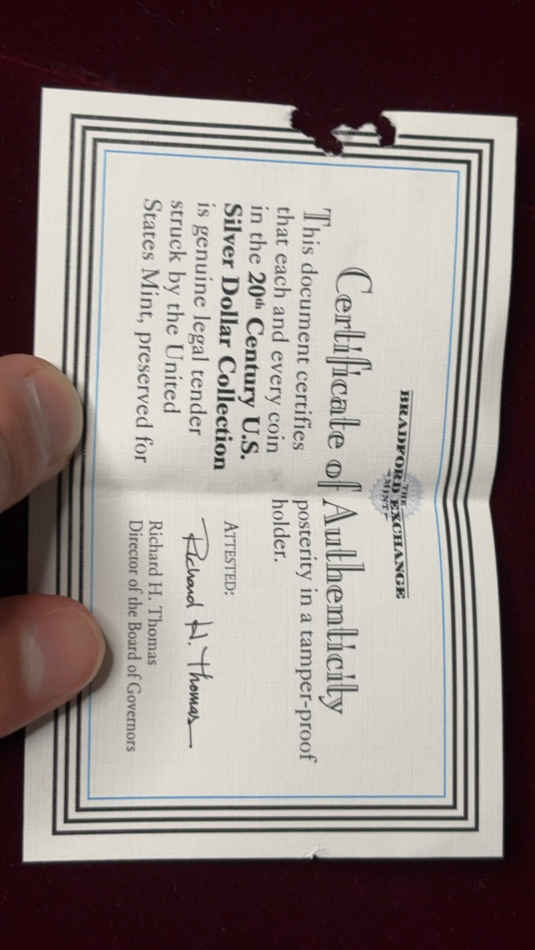 THE
BRADFORD EXCHANGE
MINT
Certificate of Authenticity
This document certifies
that each and every coin
in the 20th Century U.S.
Silver Dollar Collection
is genuine legal tender
struck by the United
States Mint, preserved for
posterity in a tamper-proof
holder.
ATTESTED:
Richard H. Thomas
Richard H. Thomas
Director of the Board of Governors